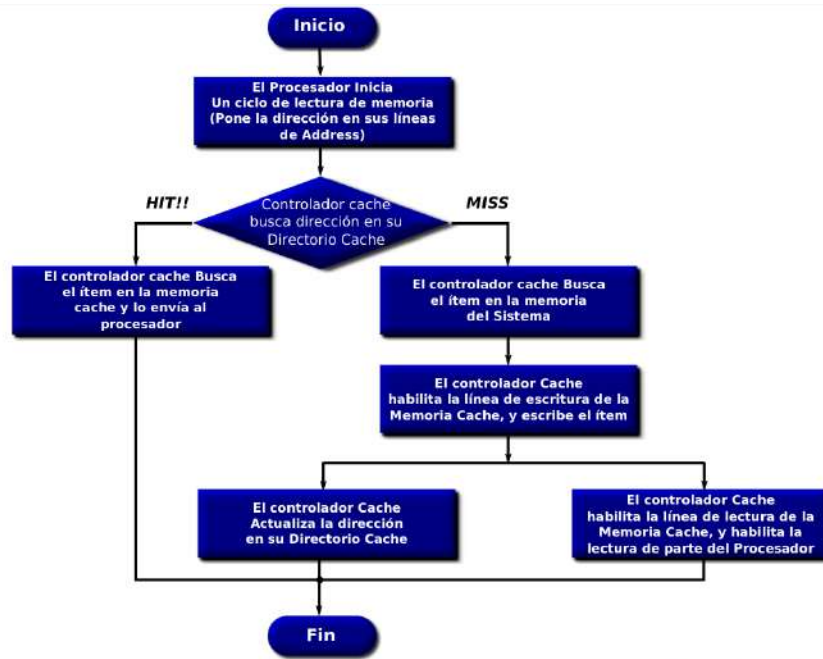 Inicio
El Procesador Inicia
Un ciclo de lectura de memoria
(Pone la dirección en sus líneas
de Address)
HIT!!
MISS
Controlador cache
busca dirección en su
Directorio Cache
El controlador cache Busca
el ítem en la memoria
cache y lo envía al
procesador
El controlador cache Busca
el ítem en la memoria
del Sistema
El controlador Cache
habilita la línea de escritura de la
Memoria Cache, y escribe el ítem
El controlador Cache
Actualiza la dirección
en su Directorio Cache
El controlador Cache
habilita la línea de lectura de la
Memoria Cache, y habilita la
lectura de parte del Procesador
Fin